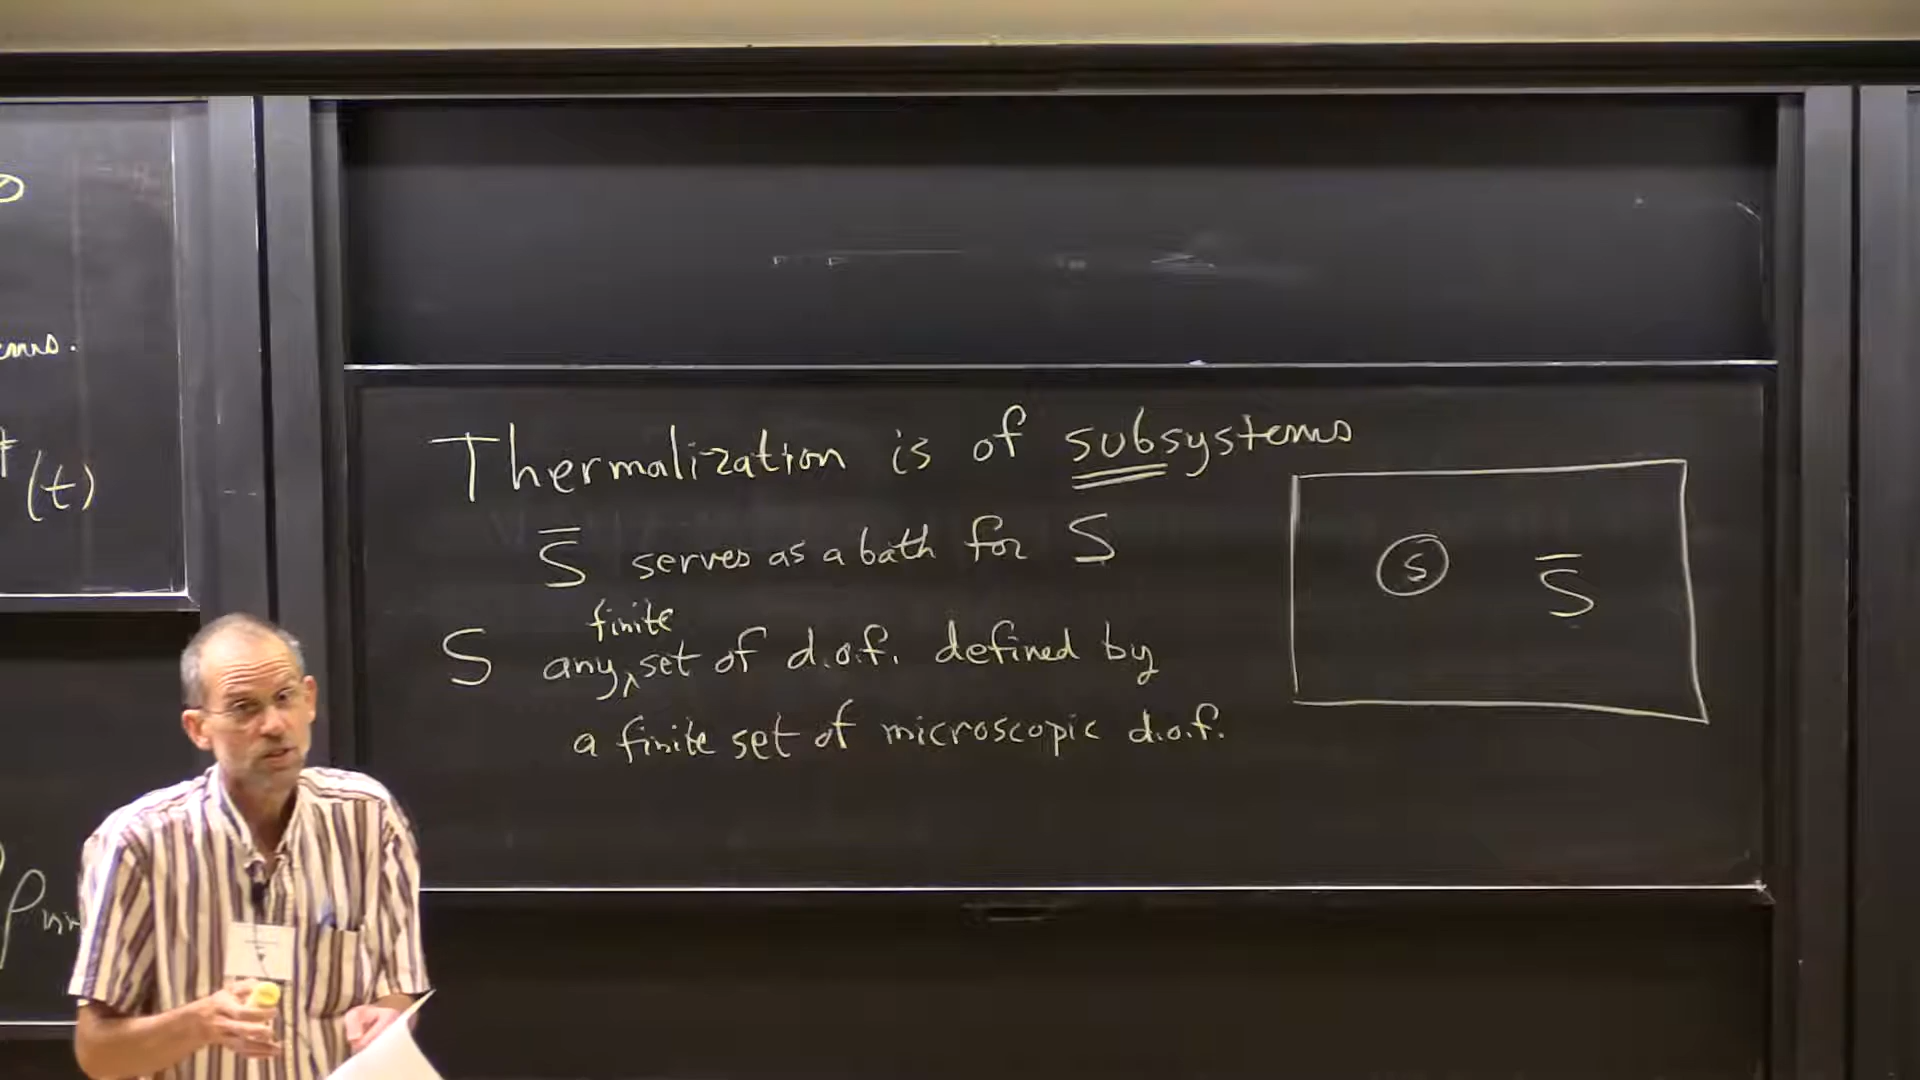 Thermalization is of subsystems
S̄ serves as a bath for S
finite
S any‸set of d.o.f. defined by
a finite set of microscopic d.o.f.
S S̄
(t)
ρ